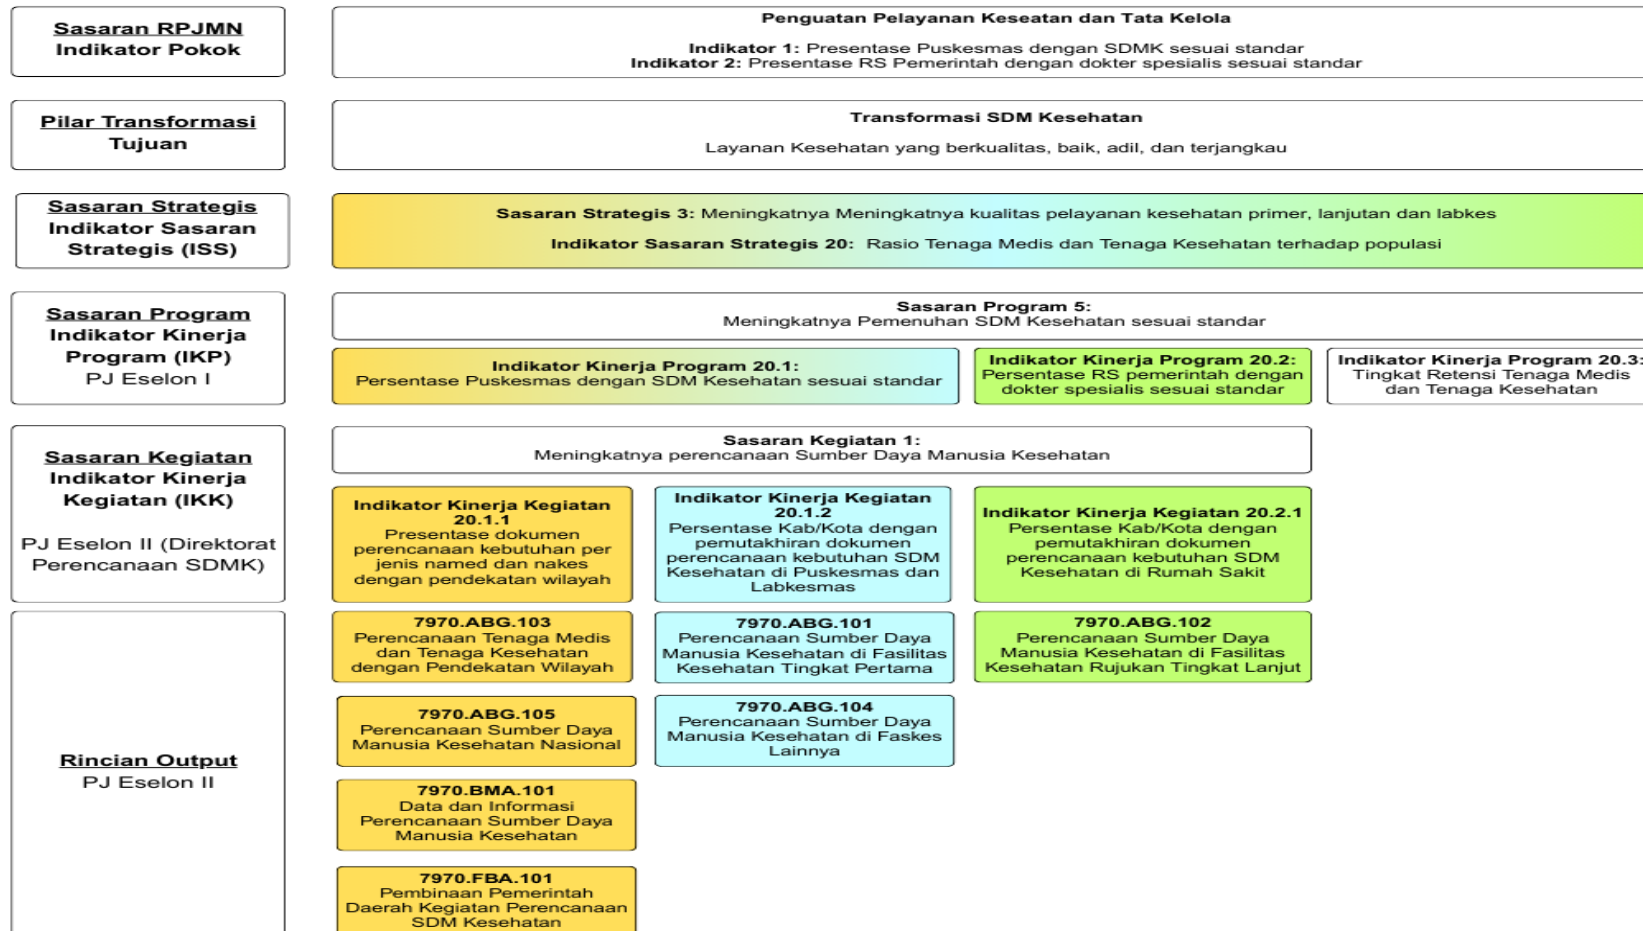 Sasaran RPJMN
Indikator Pokok
Penguatan Pelayanan Keseatan dan Tata Kelola
Indikator 1: Presentase Puskesmas dengan SDMK sesuai standar
Indikator 2: Presentase RS Pemerintah dengan dokter spesialis sesuai standar
Pilar Transformasi
Tujuan
Transformasi SDM Kesehatan
Layanan Kesehatan yang berkualitas, baik, adil, dan terjangkau
Sasaran Strategis
Indikator Sasaran
Strategis (ISS)
Sasaran Strategis 3: Meningkatnya Meningkatnya kualitas pelayanan kesehatan primer, lanjutan dan labkes
Indikator Sasaran Strategis 20: Rasio Tenaga Medis dan Tenaga Kesehatan terhadap populasi
Sasaran Program
Indikator Kinerja
Program (IKP)
PJ Eselon I
Sasaran Program 5:
Meningkatnya Pemenuhan SDM Kesehatan sesuai standar
Indikator Kinerja Program 20.1:
Persentase Puskesmas dengan SDM Kesehatan sesuai standar
Indikator Kinerja Program 20.2:
Persentase RS pemerintah dengan
dokter spesialis sesuai standar
Indikator Kinerja Program 20.3:
Tingkat Retensi Tenaga Medis
dan Tenaga Kesehatan
Sasaran Kegiatan
Indikator Kinerja
Kegiatan (IKK)
PJ Eselon II (Direktorat
Perencanaan SDMK)
Sasaran Kegiatan 1:
Meningkatnya perencanaan Sumber Daya Manusia Kesehatan
Indikator Kinerja Kegiatan
20.1.1
Presentase dokumen
perencanaan kebutuhan per
jenis named dan nakes
dengan pendekatan wilayah
Indikator Kinerja Kegiatan
20.1.2
Persentase Kab/Kota dengan
pemutakhiran dokumen
perencanaan kebutuhan SDM
Kesehatan di Puskesmas dan
Labkesmas
Indikator Kinerja Kegiatan 20.2.1
Persentase Kab/Kota dengan
pemutakhiran dokumen
perencanaan kebutuhan SDM
Kesehatan di Rumah Sakit
Rincian Output
PJ Eselon II
7970.ABG.103
Perencanaan Tenaga Medis
dan Tenaga Kesehatan
dengan Pendekatan Wilayah
7970.ABG.101
Perencanaan Sumber Daya
Manusia Kesehatan di Fasilitas
Kesehatan Tingkat Pertama
7970.ABG.102
Perencanaan Sumber Daya
Manusia Kesehatan di Fasilitas
Kesehatan Rujukan Tingkat Lanjut
7970.ABG.105
Perencanaan Sumber Daya
Manusia Kesehatan Nasional
7970.ABG.104
Perencanaan Sumber Daya
Manusia Kesehatan di Faskes
Lainnya
7970.BMA.101
Data dan Informasi
Perencanaan Sumber Daya
Manusia Kesehatan
7970.FBA.101
Pembinaan Pemerintah
Daerah Kegiatan Perencanaan
SDM Kesehatan